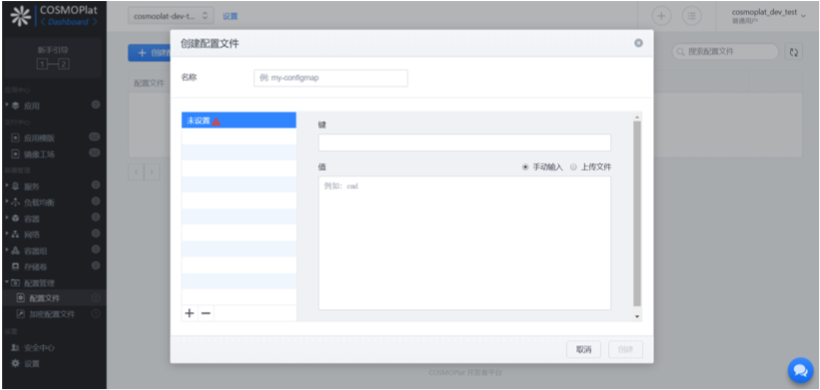 COSMOPlat
< Dashboard >
cosmoplat-dev-t...
设置
cosmoplat_dev_test
普通用户
新手引导
1 2
创建配置文件
搜索配置文件
名称
例: my-configmap
配置文件
应用
未设置
键
应用模版
镜像工场
值
手动输入
上传文件
例如: cmd
服务
负载均衡
容器
网络
容器组
存储卷
配置管理
配置文件
加密配置文件
安全中心
设置
取消
创建
COSMOPlat 开发者平台